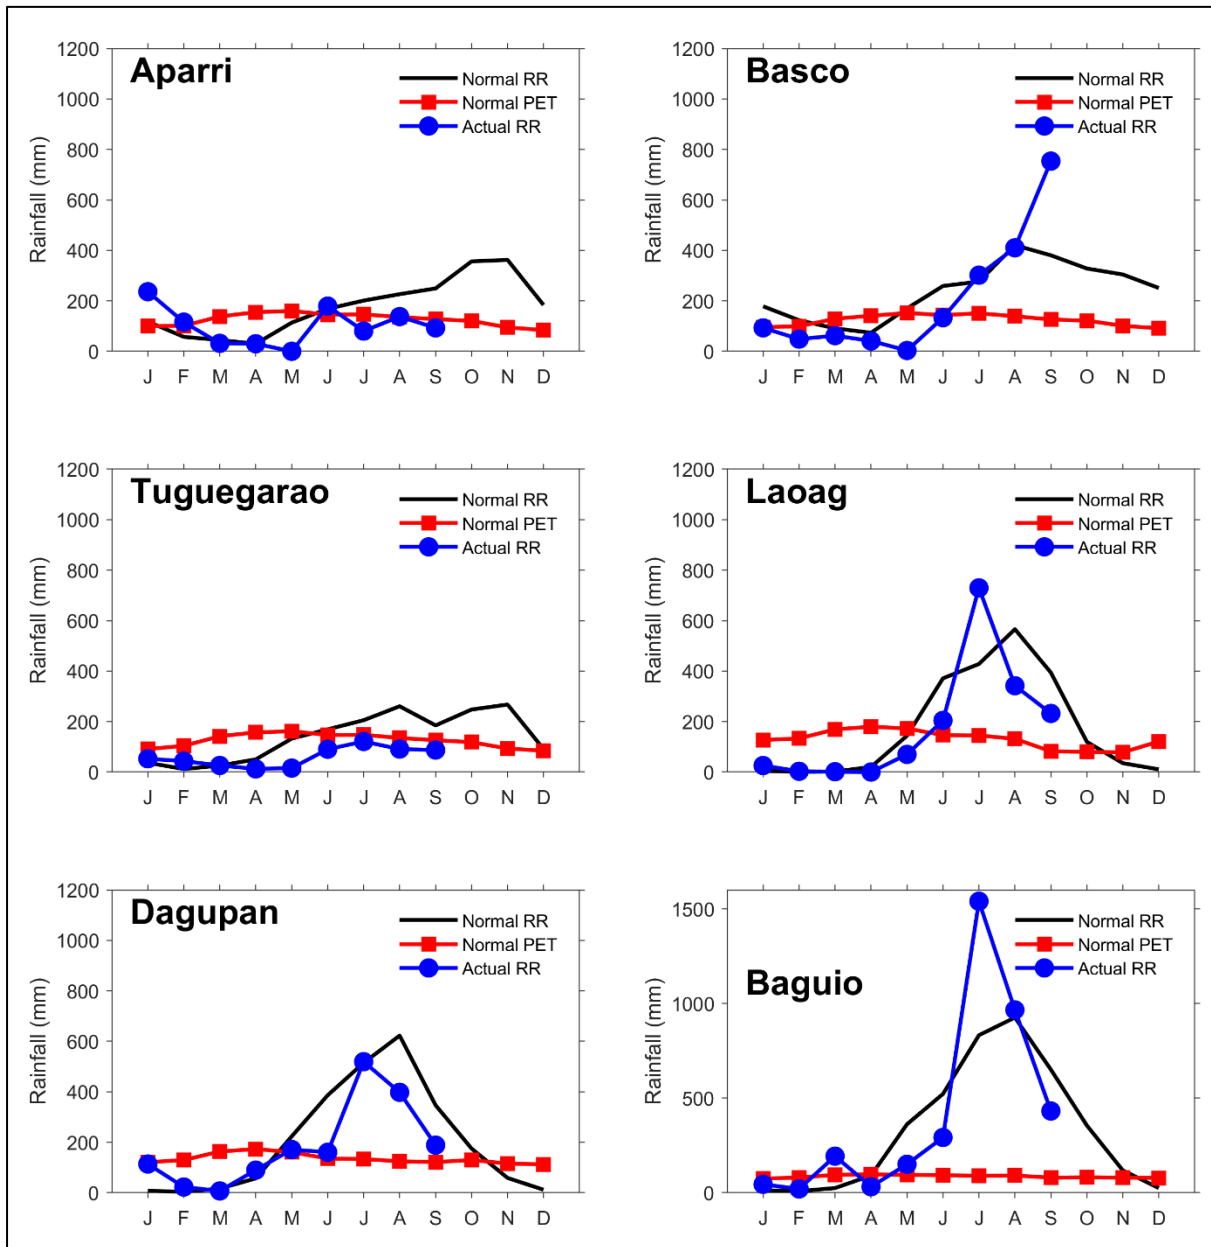 Aparri
Normal RR
Normal PET
Actual RR
Rainfall (mm)
1200
1000
800
600
400
200
0
J F M A M J J A S O N D
Basco
Normal RR
Normal PET
Actual RR
Rainfall (mm)
1200
1000
800
600
400
200
0
J F M A M J J A S O N D
Tuguegarao
Normal RR
Normal PET
Actual RR
Rainfall (mm)
1200
1000
800
600
400
200
0
J F M A M J J A S O N D
Laoag
Normal RR
Normal PET
Actual RR
Rainfall (mm)
1200
1000
800
600
400
200
0
J F M A M J J A S O N D
Dagupan
Normal RR
Normal PET
Actual RR
Rainfall (mm)
1200
1000
800
600
400
200
0
J F M A M J J A S O N D
Baguio
Normal RR
Normal PET
Actual RR
Rainfall (mm)
1500
1000
500
0
J F M A M J J A S O N D